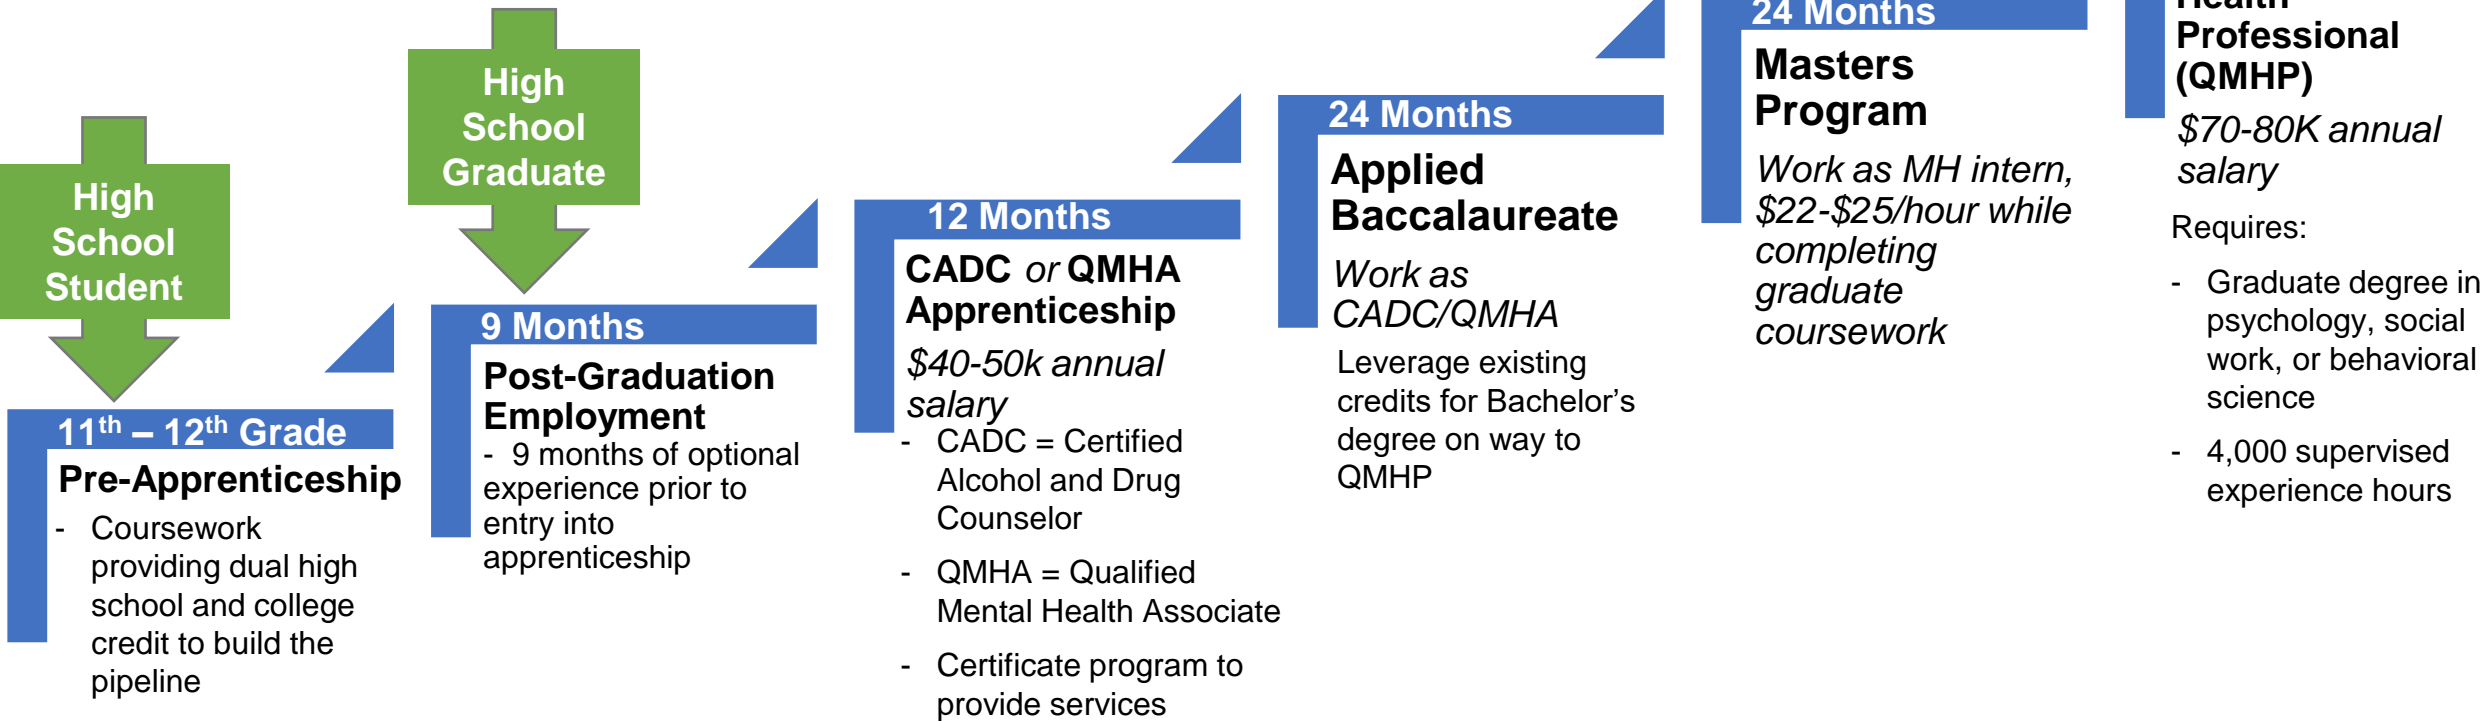 High
School
Student
High
School
Graduate
11th – 12th Grade
Pre-Apprenticeship
- Coursework
providing dual high
school and college
credit to build the
pipeline
9 Months
Post-Graduation
Employment
- 9 months of optional
experience prior to
entry into
apprenticeship
12 Months
CADC or QMHA
Apprenticeship
$40-50k annual
salary
- CADC = Certified
Alcohol and Drug
Counselor
- QMHA = Qualified
Mental Health Associate
- Certificate program to
provide services
24 Months
Applied
Baccalaureate
Work as
CADC/QMHA
Leverage existing
credits for Bachelor’s
degree on way to
QMHP
24 Months
Masters
Program
Work as MH intern,
$22-$25/hour while
completing
graduate
coursework
Health
Professional
(QMHP)
$70-80K annual
salary
Requires:
- Graduate degree in
psychology, social
work, or behavioral
science
- 4,000 supervised
experience hours